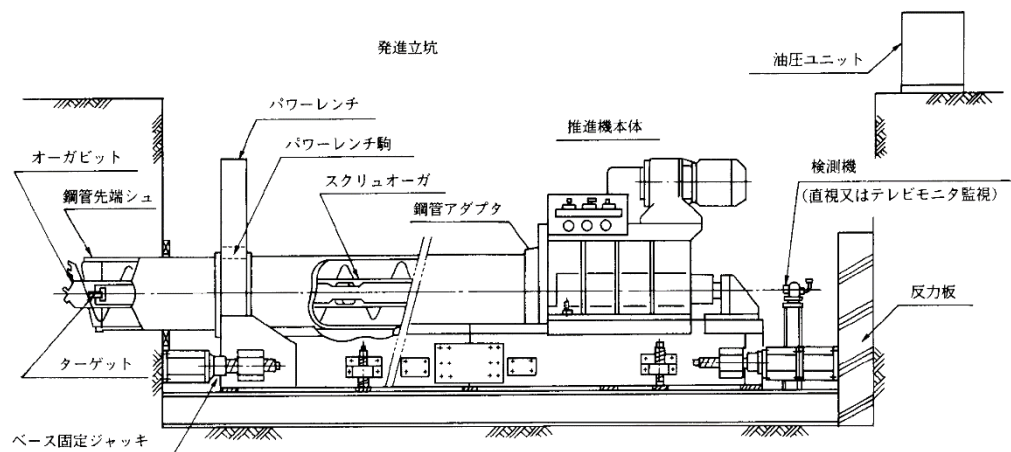 発進立坑
油圧ユニット
パワーレンチ
推進機本体
パワーレンチ駒
オーガビット
検測機
(直視又はテレビモニタ監視)
スクリュオーガ
鋼管先端シュ
鋼管アダプタ
反力板
ターゲット
ベース固定ジャッキ